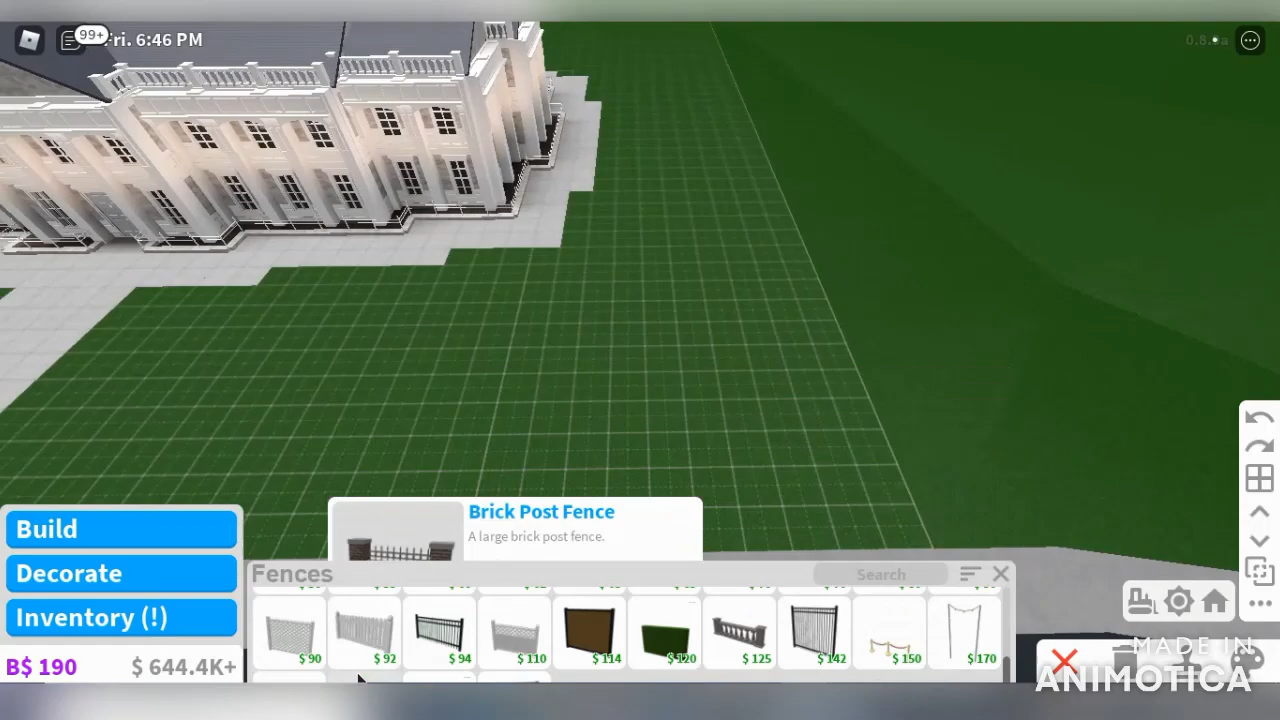 99+
Fri. 6:46 PM
Brick Post Fence
A large brick post fence.
Build
Decorate
Inventory (!)
B$ 190
$ 644.4K+
Fences
Search
$ 90
$ 92
$ 94
$ 110
$ 114
$ 120
$ 125
$ 142
$ 150
$ 170
MADE IN
ANIMOTICA